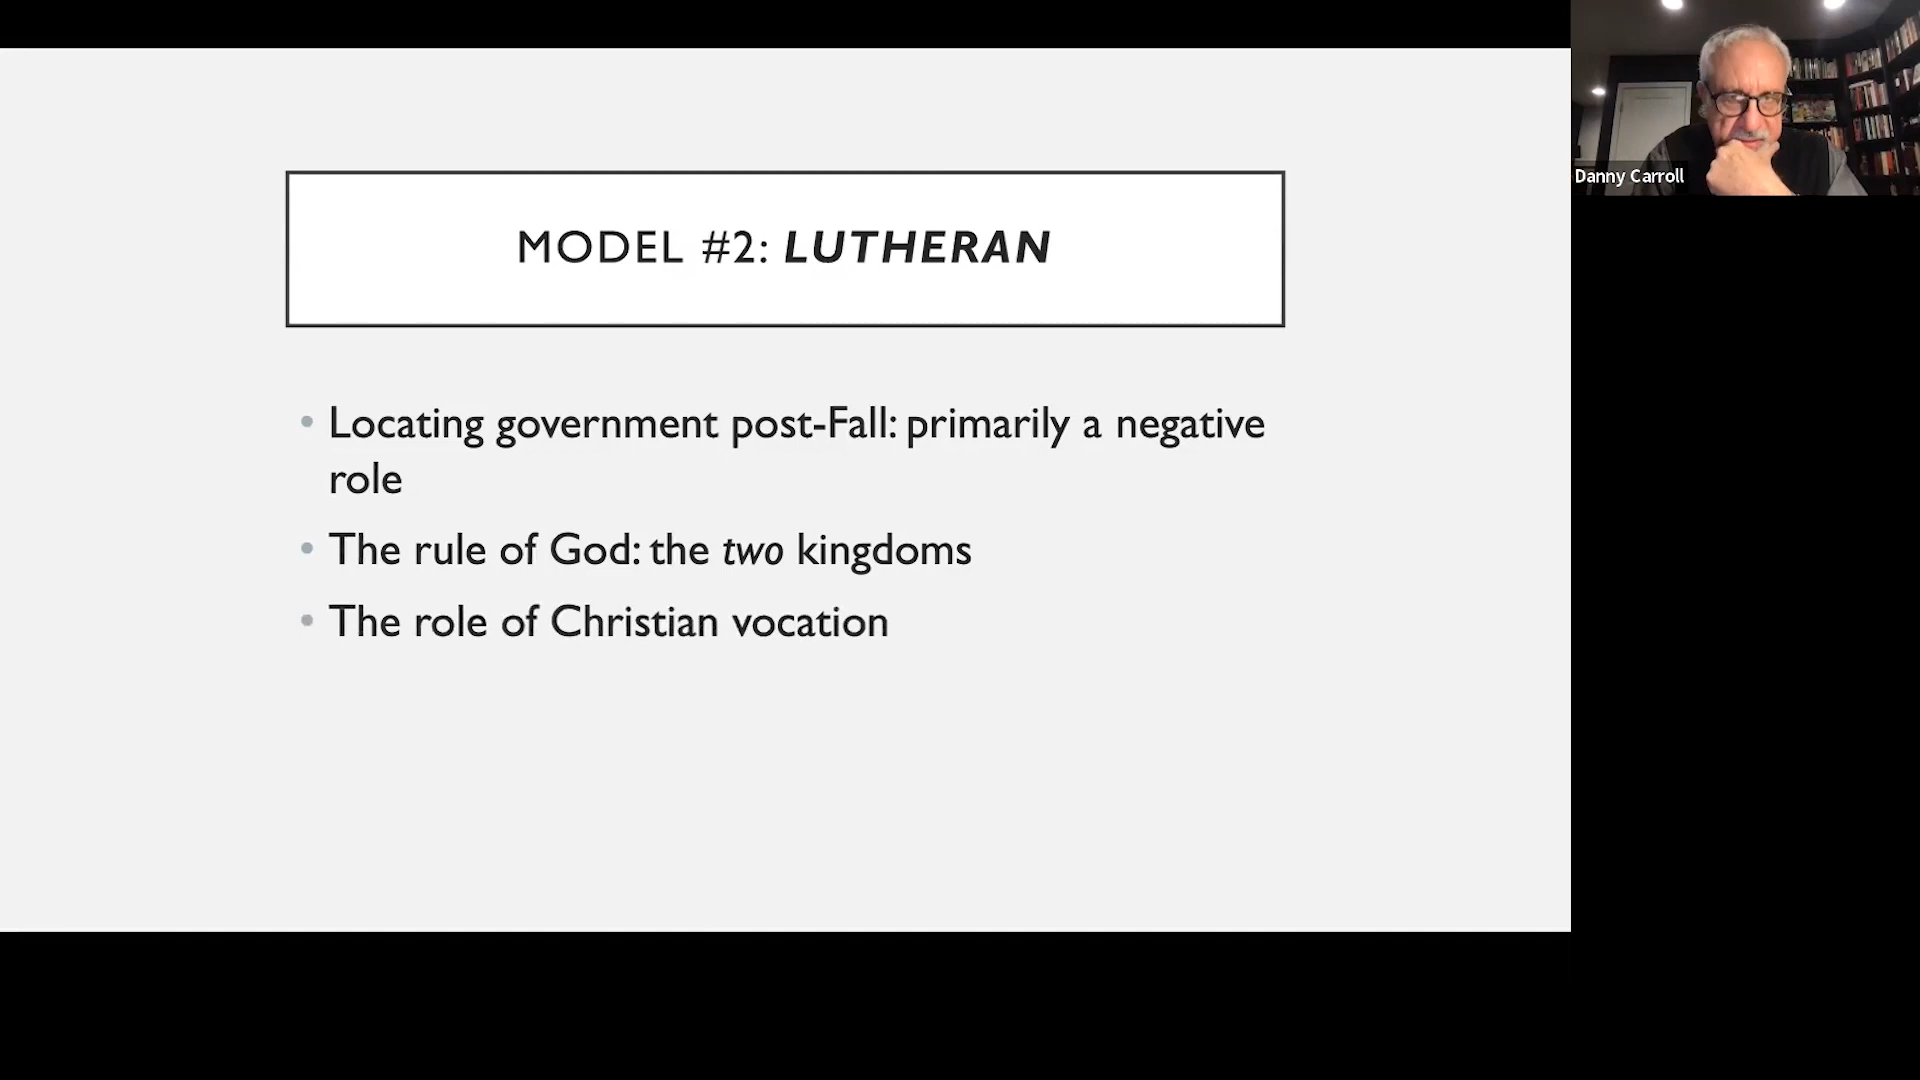 MODEL #2: LUTHERAN
• Locating government post-Fall: primarily a negative
role
• The rule of God: the two kingdoms
• The role of Christian vocation
Danny Carroll